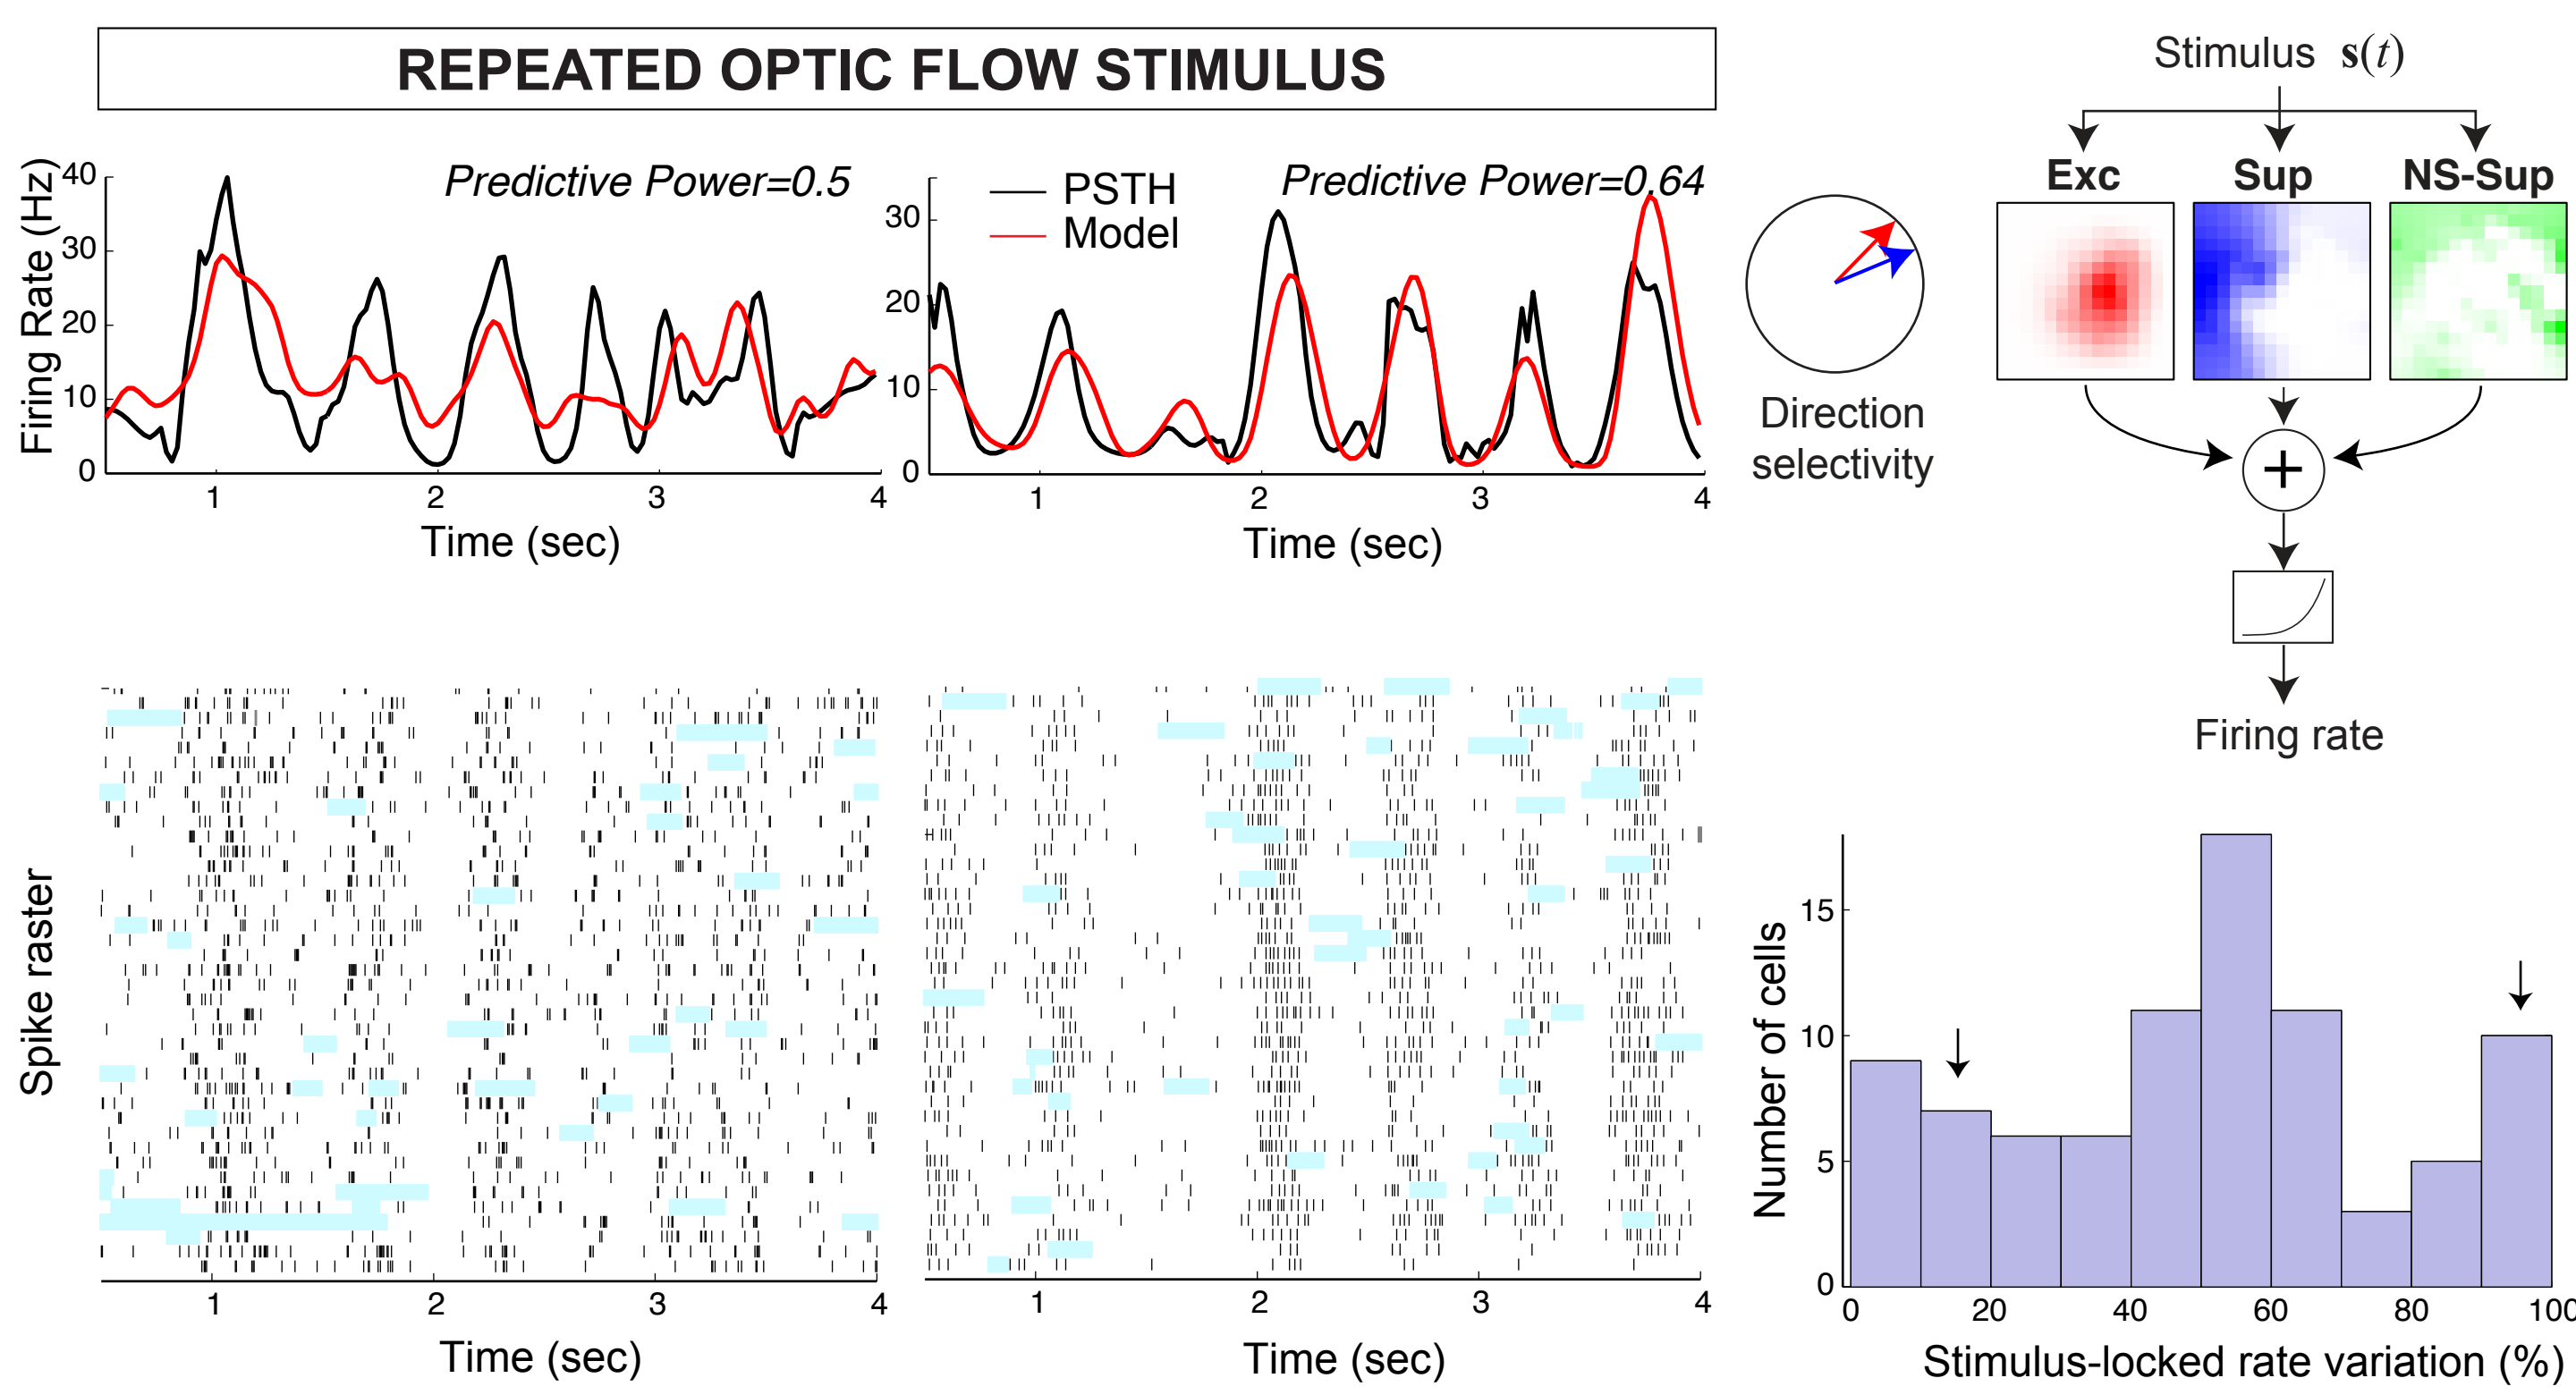 REPEATED OPTIC FLOW STIMULUS
Firing Rate (Hz)
40
30
20
10
0
Predictive Power=0.5
1
2
3
4
Time (sec)
30
20
10
0
PSTH
Model
Predictive Power=0.64
1
2
3
4
Time (sec)
Direction
selectivity
Stimulus s(t)
Exc
Sup
NS-Sup
+
Firing rate
Spike raster
1
2
3
4
Time (sec)
1
2
3
4
Time (sec)
Number of cells
15
10
5
0
0
20
40
60
80
100
Stimulus-locked rate variation (%)